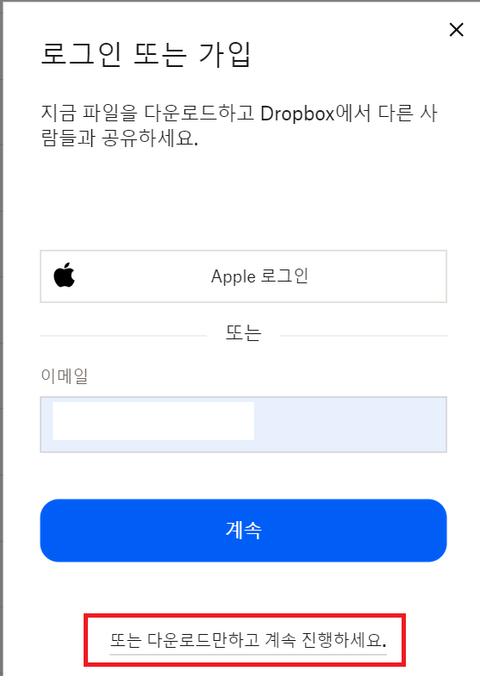 로그인 또는 가입
지금 파일을 다운로드하고 Dropbox에서 다른 사
람들과 공유하세요.
Apple 로그인
또는
이메일
계속
또는 다운로드만하고 계속 진행하세요.